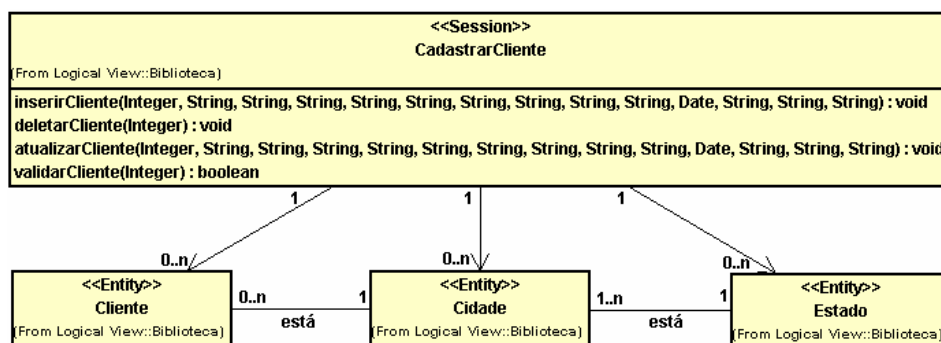 <<Session>>
CadastrarCliente
(From Logical View::Biblioteca)
inserirCliente(Integer, String, String, String, String, Integer, String, String, String, String, Date, String, String, String) : void
deletarCliente(Integer) : void
atualizarCliente(Integer, String, String, String, String, String, String, String, String, String, Date, String, String, String) : void
validarCliente(Integer) : boolean
1 1 1
0..n 0..n 0..n
<<Entity>> <<Entity>> <<Entity>>
Cliente 0..n 1 Cidade 1..n 1 Estado
(From Logical View::Biblioteca) está (From Logical View::Biblioteca) está (From Logical View::Biblioteca)